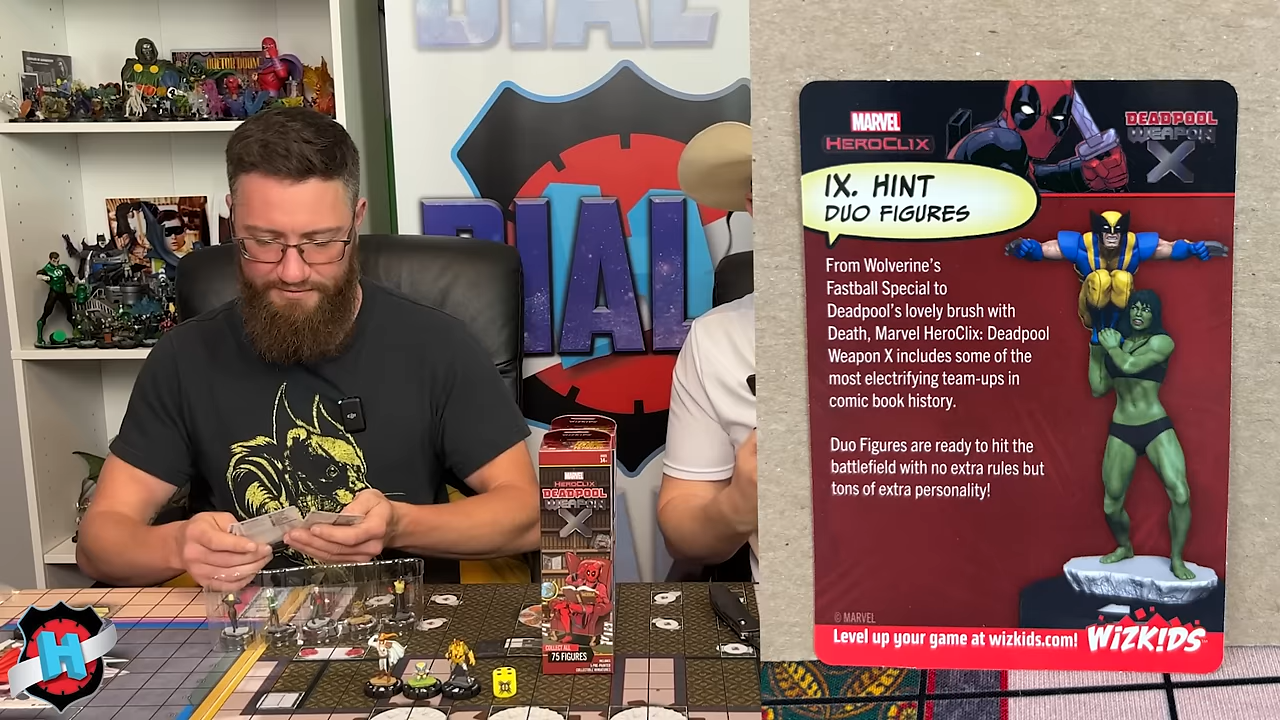 DIAL
DOCTOR DOOM
DIAL
H
MARVEL
HEROCLIX
DEADPOOL
WEAPON
X
COLLECT ALL
75 FIGURES
MARVEL
HEROCLIX
DEADPOOL
WEAPON
X
IX. HINT
DUO FIGURES
From Wolverine's
Fastball Special to
Deadpool's lovely brush with
Death, Marvel HeroClix: Deadpool
Weapon X includes some of the
most electrifying team-ups in
comic book history.
Duo Figures are ready to hit the
battlefield with no extra rules but
tons of extra personality!
© MARVEL
Level up your game at wizkids.com!
WIZKIDS